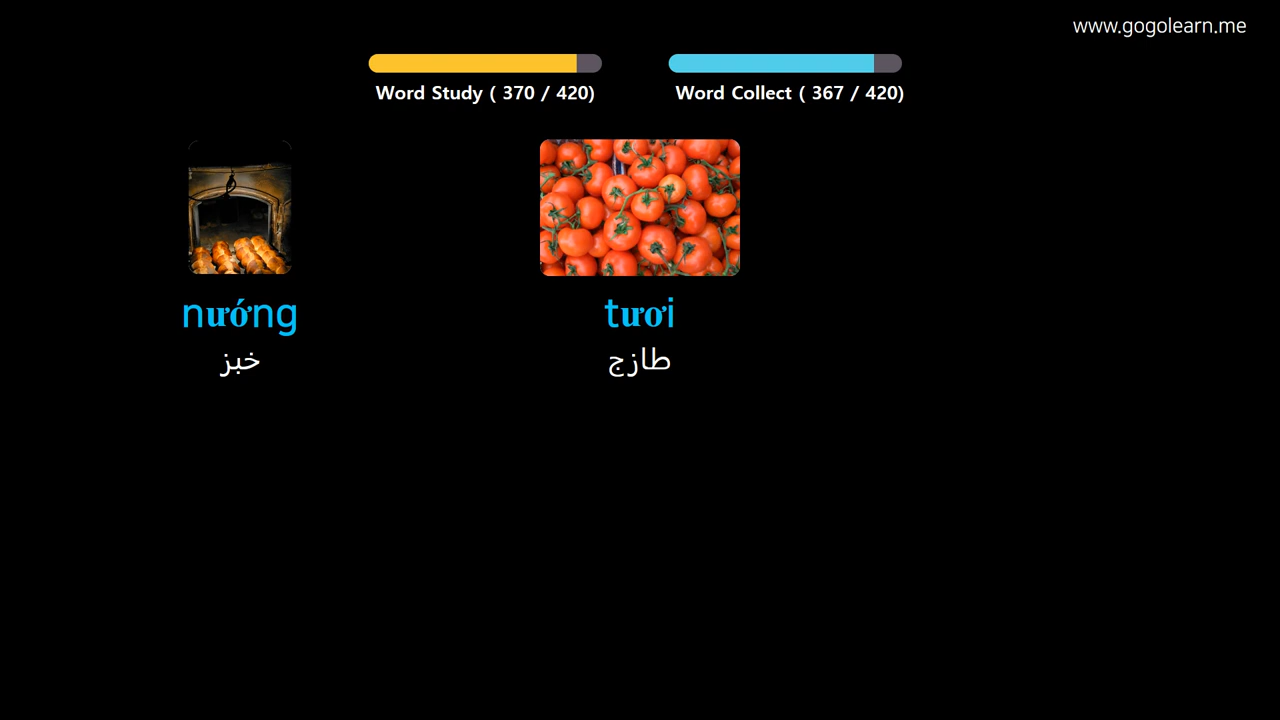 www.gogolearn.me
Word Study ( 370 / 420)
Word Collect ( 367 / 420)
nướng
خبز
tươi
طازج